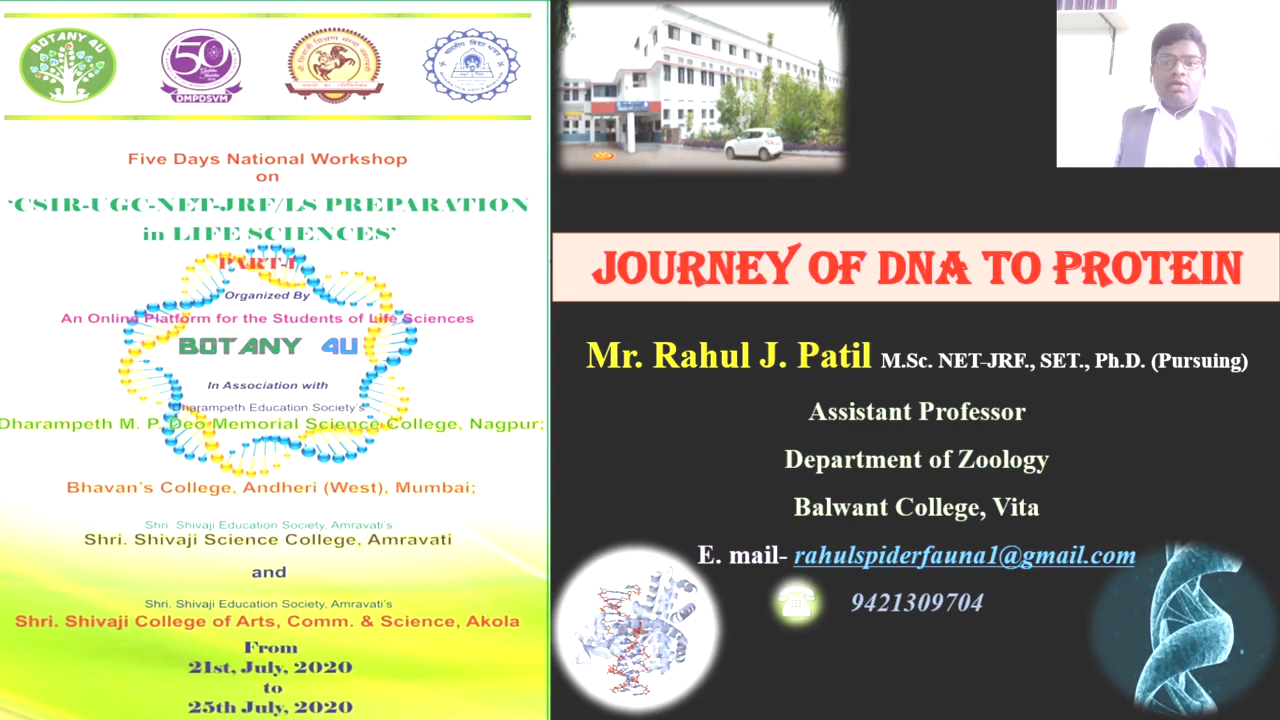 BOTANY 4U
50
DMPDSVM
Five Days National Workshop
on
‘CSIR-UGC-NET-JRF/LS PREPARATION
in LIFE SCIENCES’
PART-I
Organized By
An Online Platform for the Students of Life Sciences
BOTANY 4U
In Association with
Dharampeth Education Society’s
Dharampeth M. P. Deo Memorial Science College, Nagpur;
Bhavan’s College, Andheri (West), Mumbai;
Shri. Shivaji Education Society, Amravati’s
Shri. Shivaji Science College, Amravati
and
Shri. Shivaji Education Society, Amravati’s
Shri. Shivaji College of Arts, Comm. & Science, Akola
From
21st, July, 2020
to
25th July, 2020
JOURNEY OF DNA TO PROTEIN
Mr. Rahul J. Patil M.Sc. NET-JRF., SET., Ph.D. (Pursuing)
Assistant Professor
Department of Zoology
Balwant College, Vita
E. mail- rahulspiderfauna1@gmail.com
9421309704